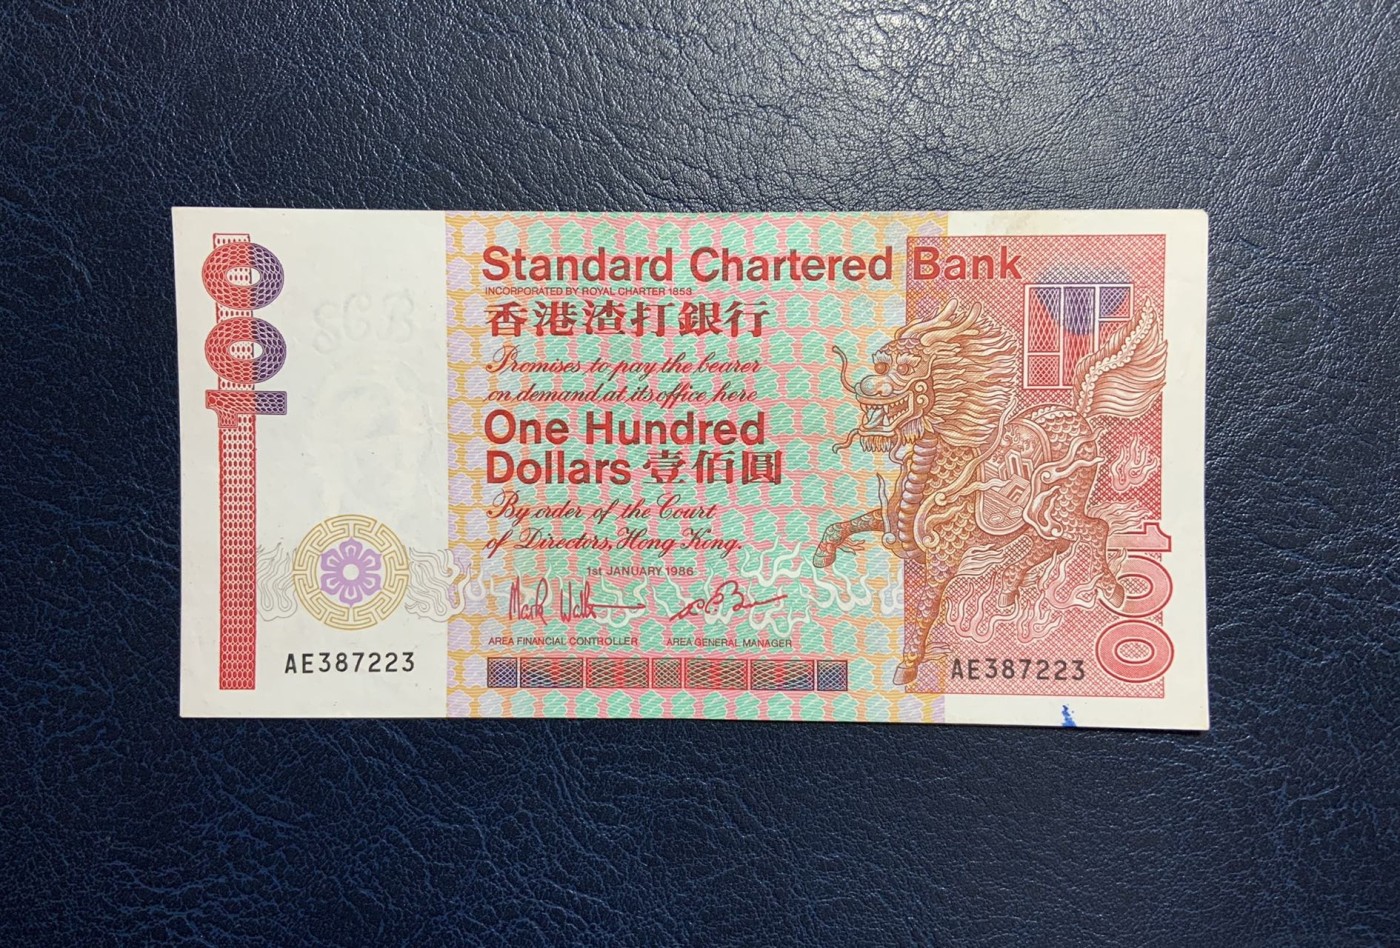 100
Standard Chartered Bank
INCORPORATED BY ROYAL CHARTER 1853
香港渣打銀行
Promises to pay the bearer
on demand at its office here
One Hundred
Dollars 壹佰圓
By order of the Court
of Directors, Hong Kong.
1st JANUARY 1986
AREA FINANCIAL CONTROLLER AREA GENERAL MANAGER
AE387223
AE387223
100
SCB